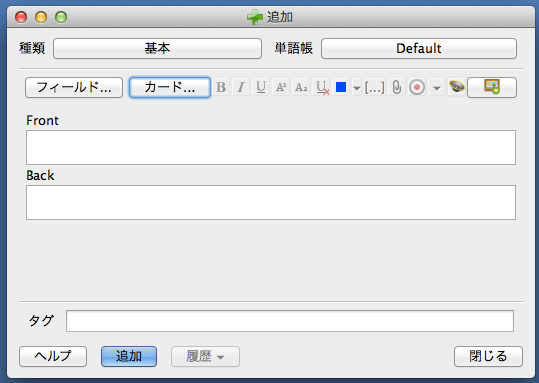 追加
種類 基本 単語帳 Default
フィールド... カード... B I U A² A₂ U [...]
Front
Back
タグ
ヘルプ 追加 履歴 閉じる